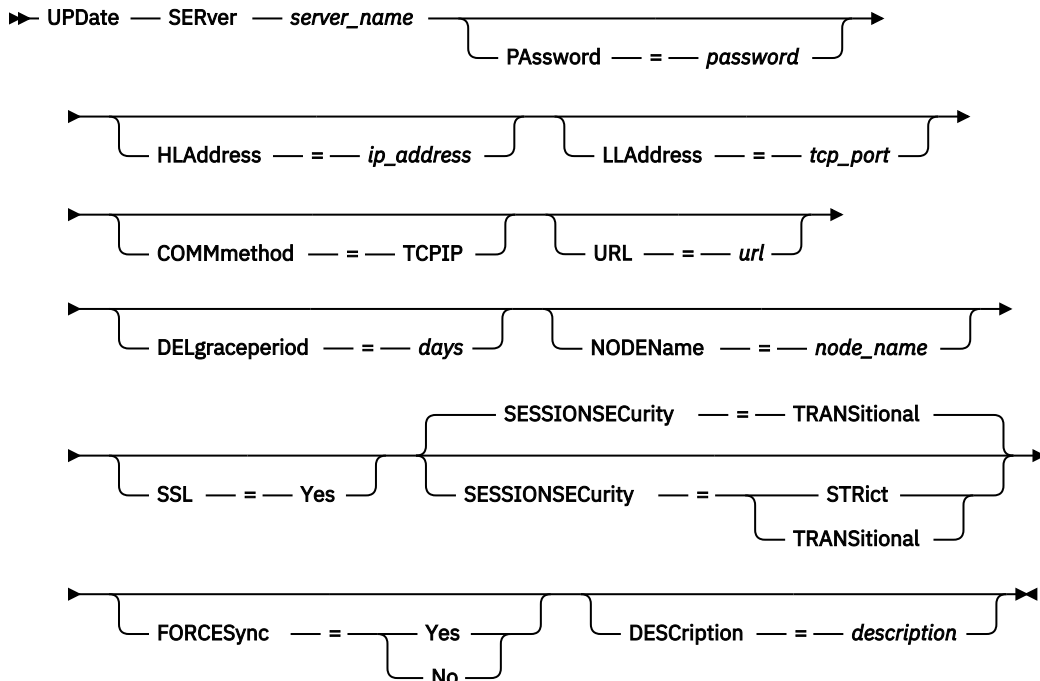 UPDate SERver server_name
PAssword = password
HLAddress = ip_address LLAddress = tcp_port
COMMmethod = TCPIP URL = url
DELgraceperiod = days NODEName = node_name
SESSIONSECurity = TRANSitional
SSL = Yes SESSIONSECurity = STRict
TRANSitional
FORCESync = Yes DESCription = description
No